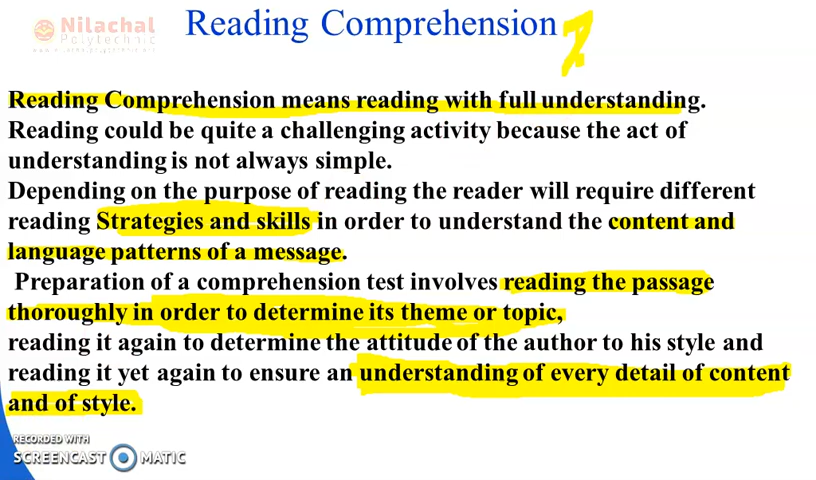 Nilachal
Polytechnic
Reading Comprehension
Reading Comprehension means reading with full understanding.
Reading could be quite a challenging activity because the act of
understanding is not always simple.
Depending on the purpose of reading the reader will require different
reading Strategies and skills in order to understand the content and
language patterns of a message.
Preparation of a comprehension test involves reading the passage
thoroughly in order to determine its theme or topic,
reading it again to determine the attitude of the author to his style and
reading it yet again to ensure an understanding of every detail of content
and of style.
RECORDED WITH
SCREENCAST MATIC